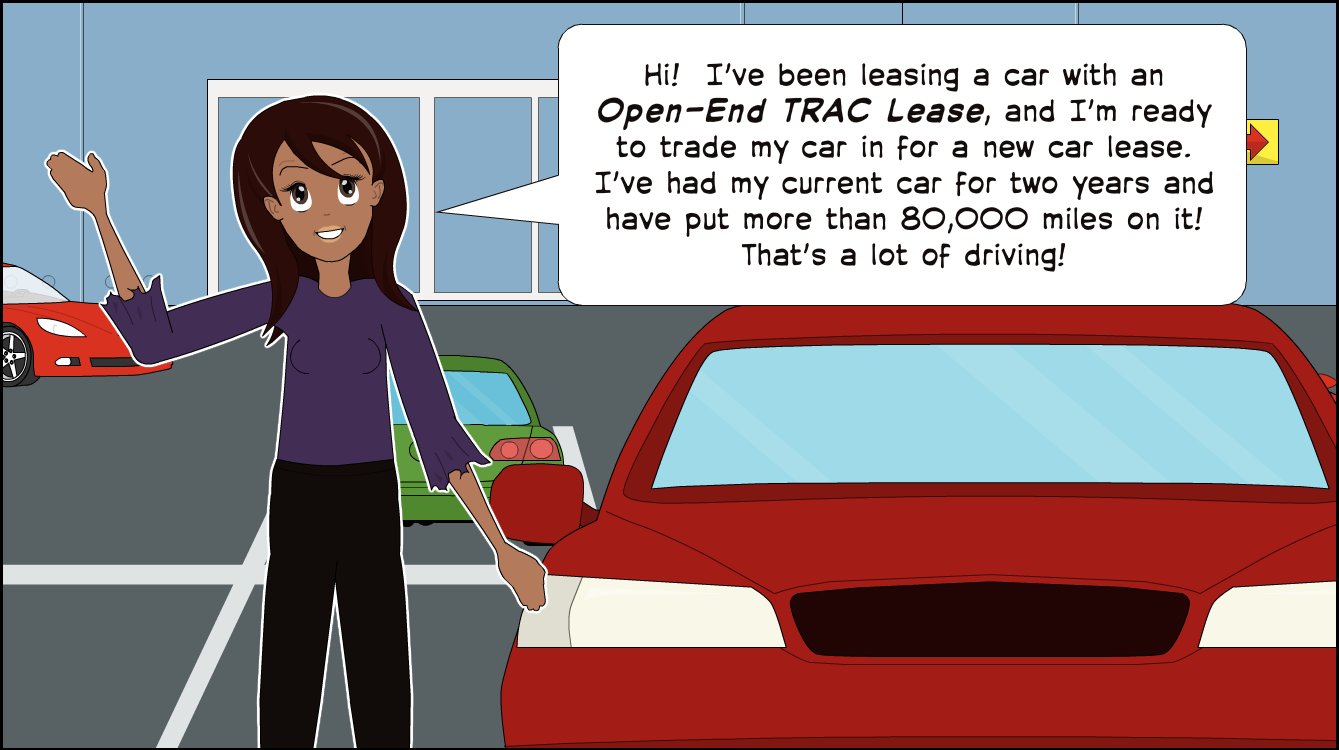 Hi!  I've been leasing a car with an
Open-End TRAC Lease, and I'm ready
to trade my car in for a new car lease.
I've had my current car for two years and
have put more than 80,000 miles on it!
That's a lot of driving!